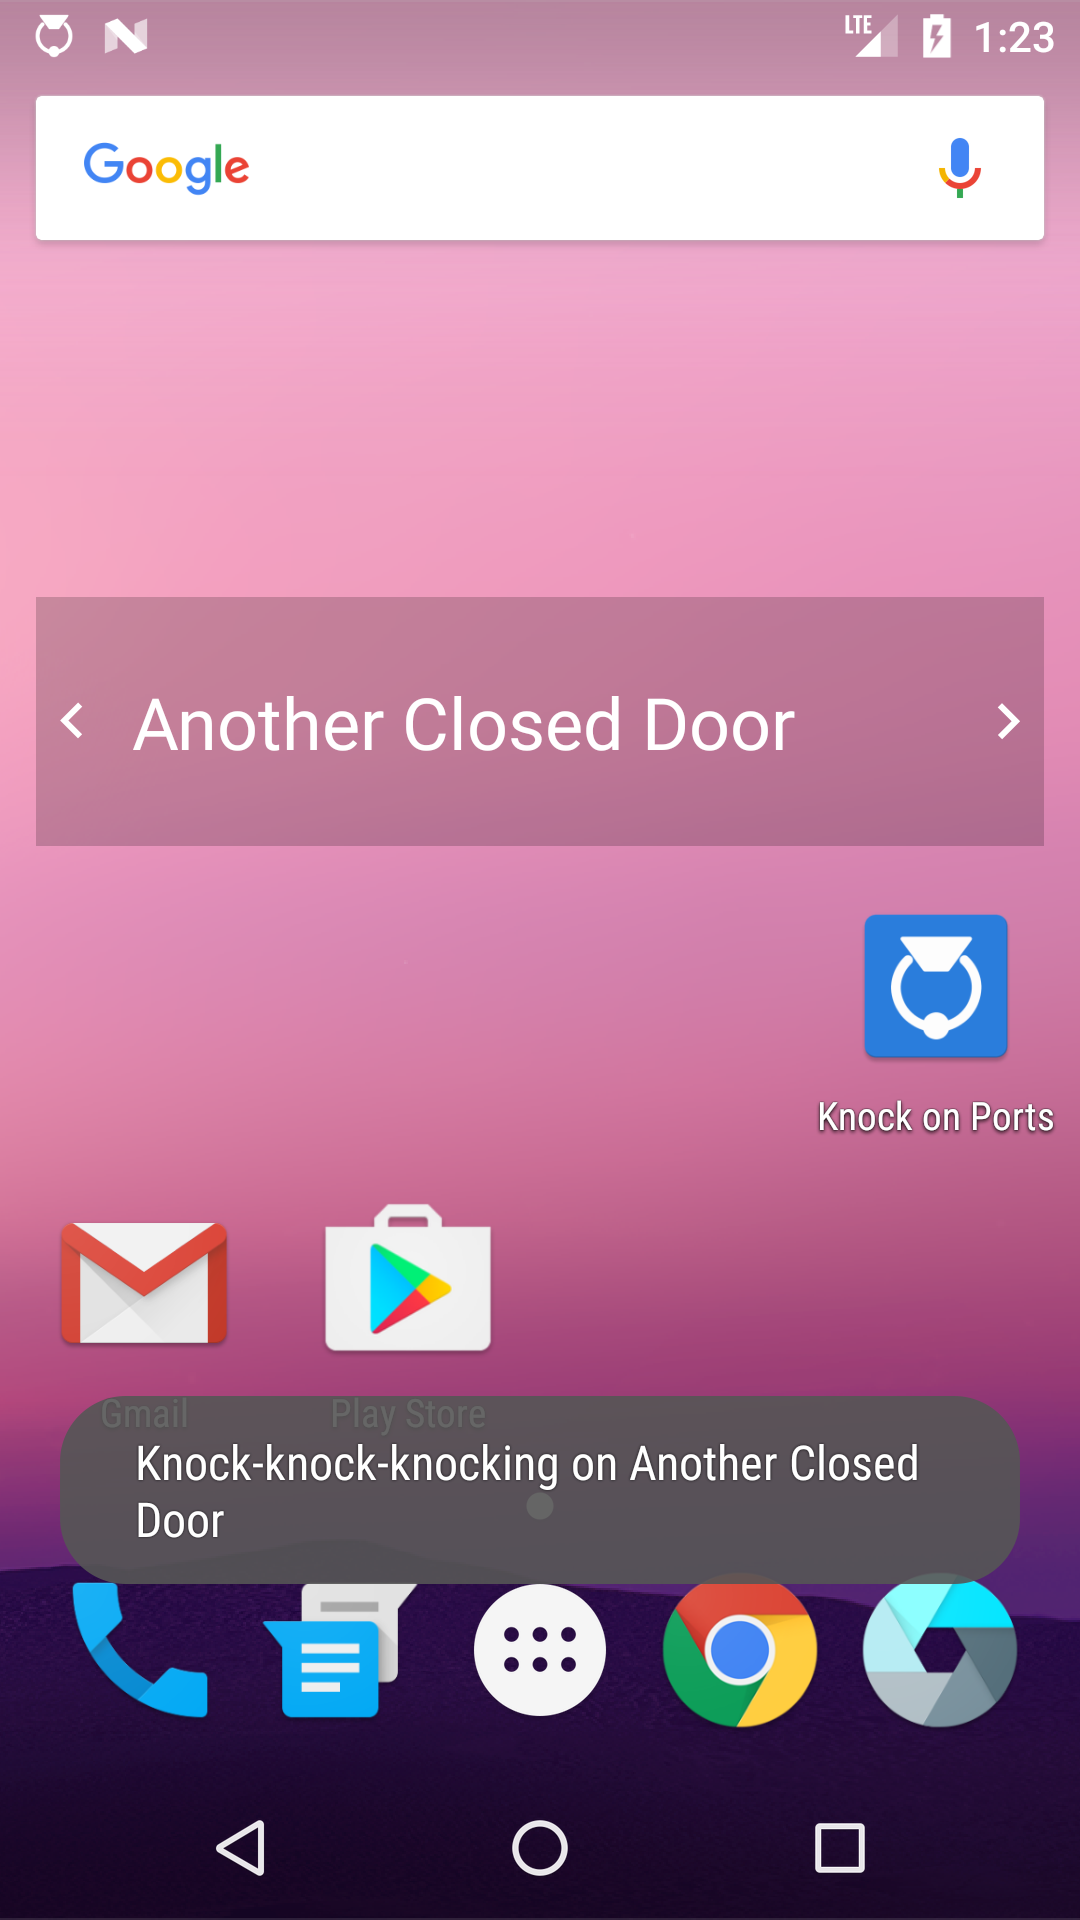 LTE 1:23
Google
Another Closed Door
Knock on Ports
Gmail Play Store
Knock-knock-knocking on Another Closed
Door